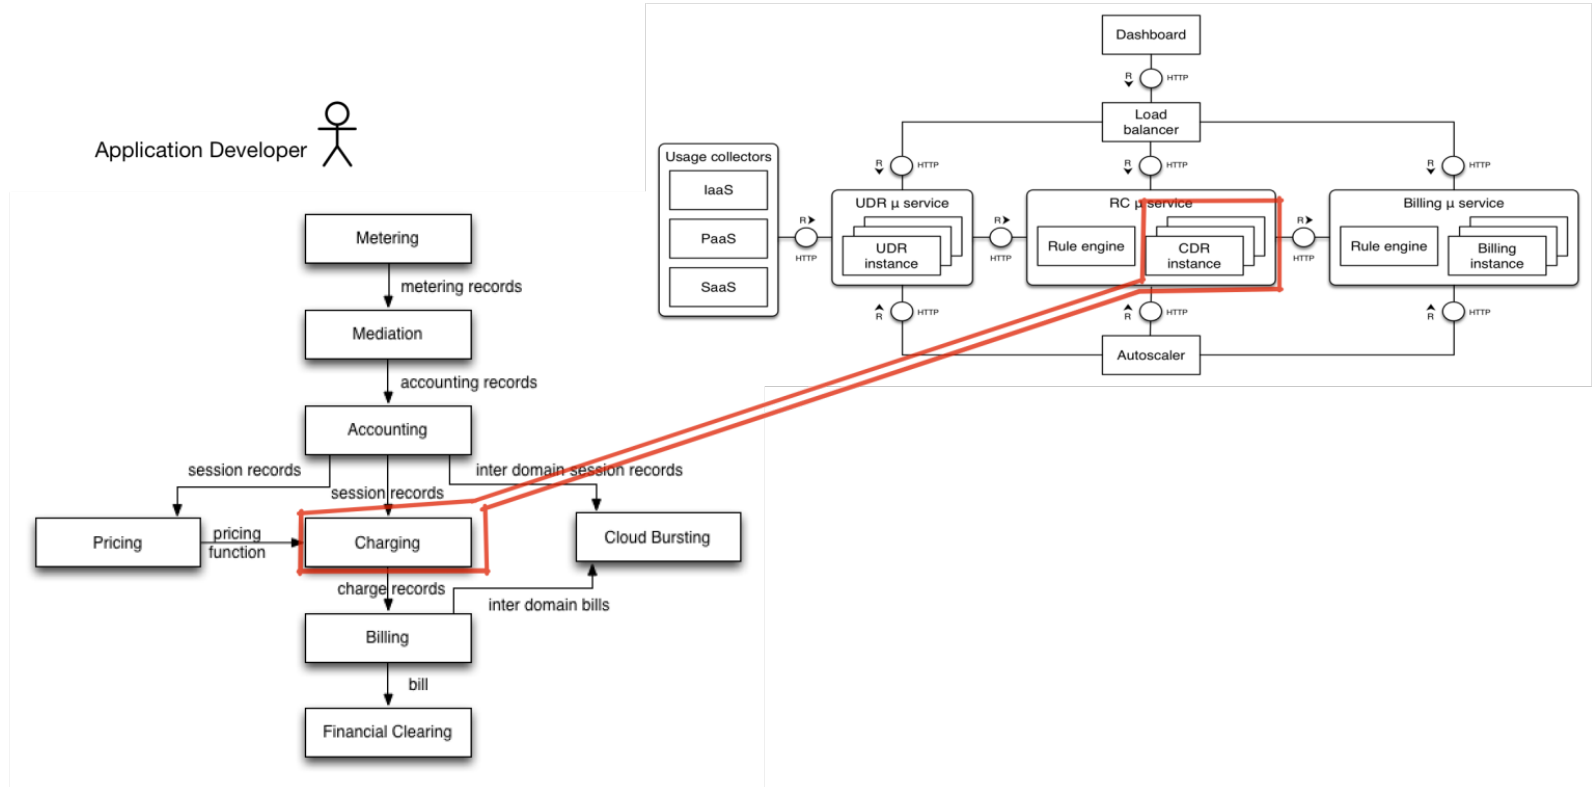 Dashboard
R
HTTP
Load
balancer
R
HTTP
R
HTTP
R
HTTP
Application Developer
Usage collectors
IaaS
PaaS
SaaS
R
HTTP
UDR µ service
UDR
instance
R
HTTP
RC µ service
Rule engine
CDR
instance
R
HTTP
Billing µ service
Rule engine
Billing
instance
R
HTTP
R
HTTP
R
HTTP
Autoscaler
Metering
metering records
Mediation
accounting records
Accounting
session records
session records
inter domain session records
Pricing
pricing
function
Charging
Cloud Bursting
charge records
inter domain bills
Billing
bill
Financial Clearing